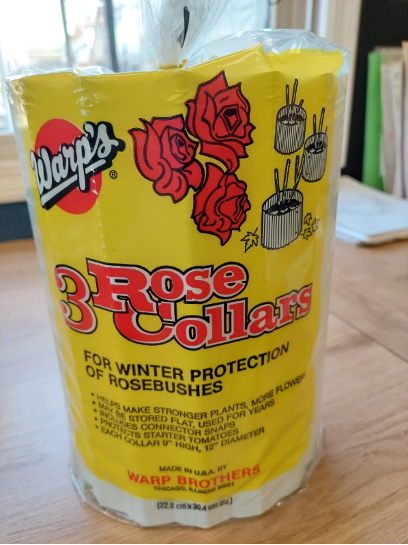 Warp's
®
3 Rose
Collars
FOR WINTER PROTECTION
OF ROSEBUSHES
• HELPS MAKE STRONGER PLANTS, MORE FLOWERS
• MAY BE STORED FLAT, USED FOR YEARS
• INCLUDES CONNECTOR SNAPS
• PROTECTS STARTER TOMATOES
• EACH COLLAR 9" HIGH, 12" DIAMETER
MADE IN U.S.A. BY
WARP BROTHERS
CHICAGO, ILLINOIS
(22.8 cm x 30.4 cm dia.)